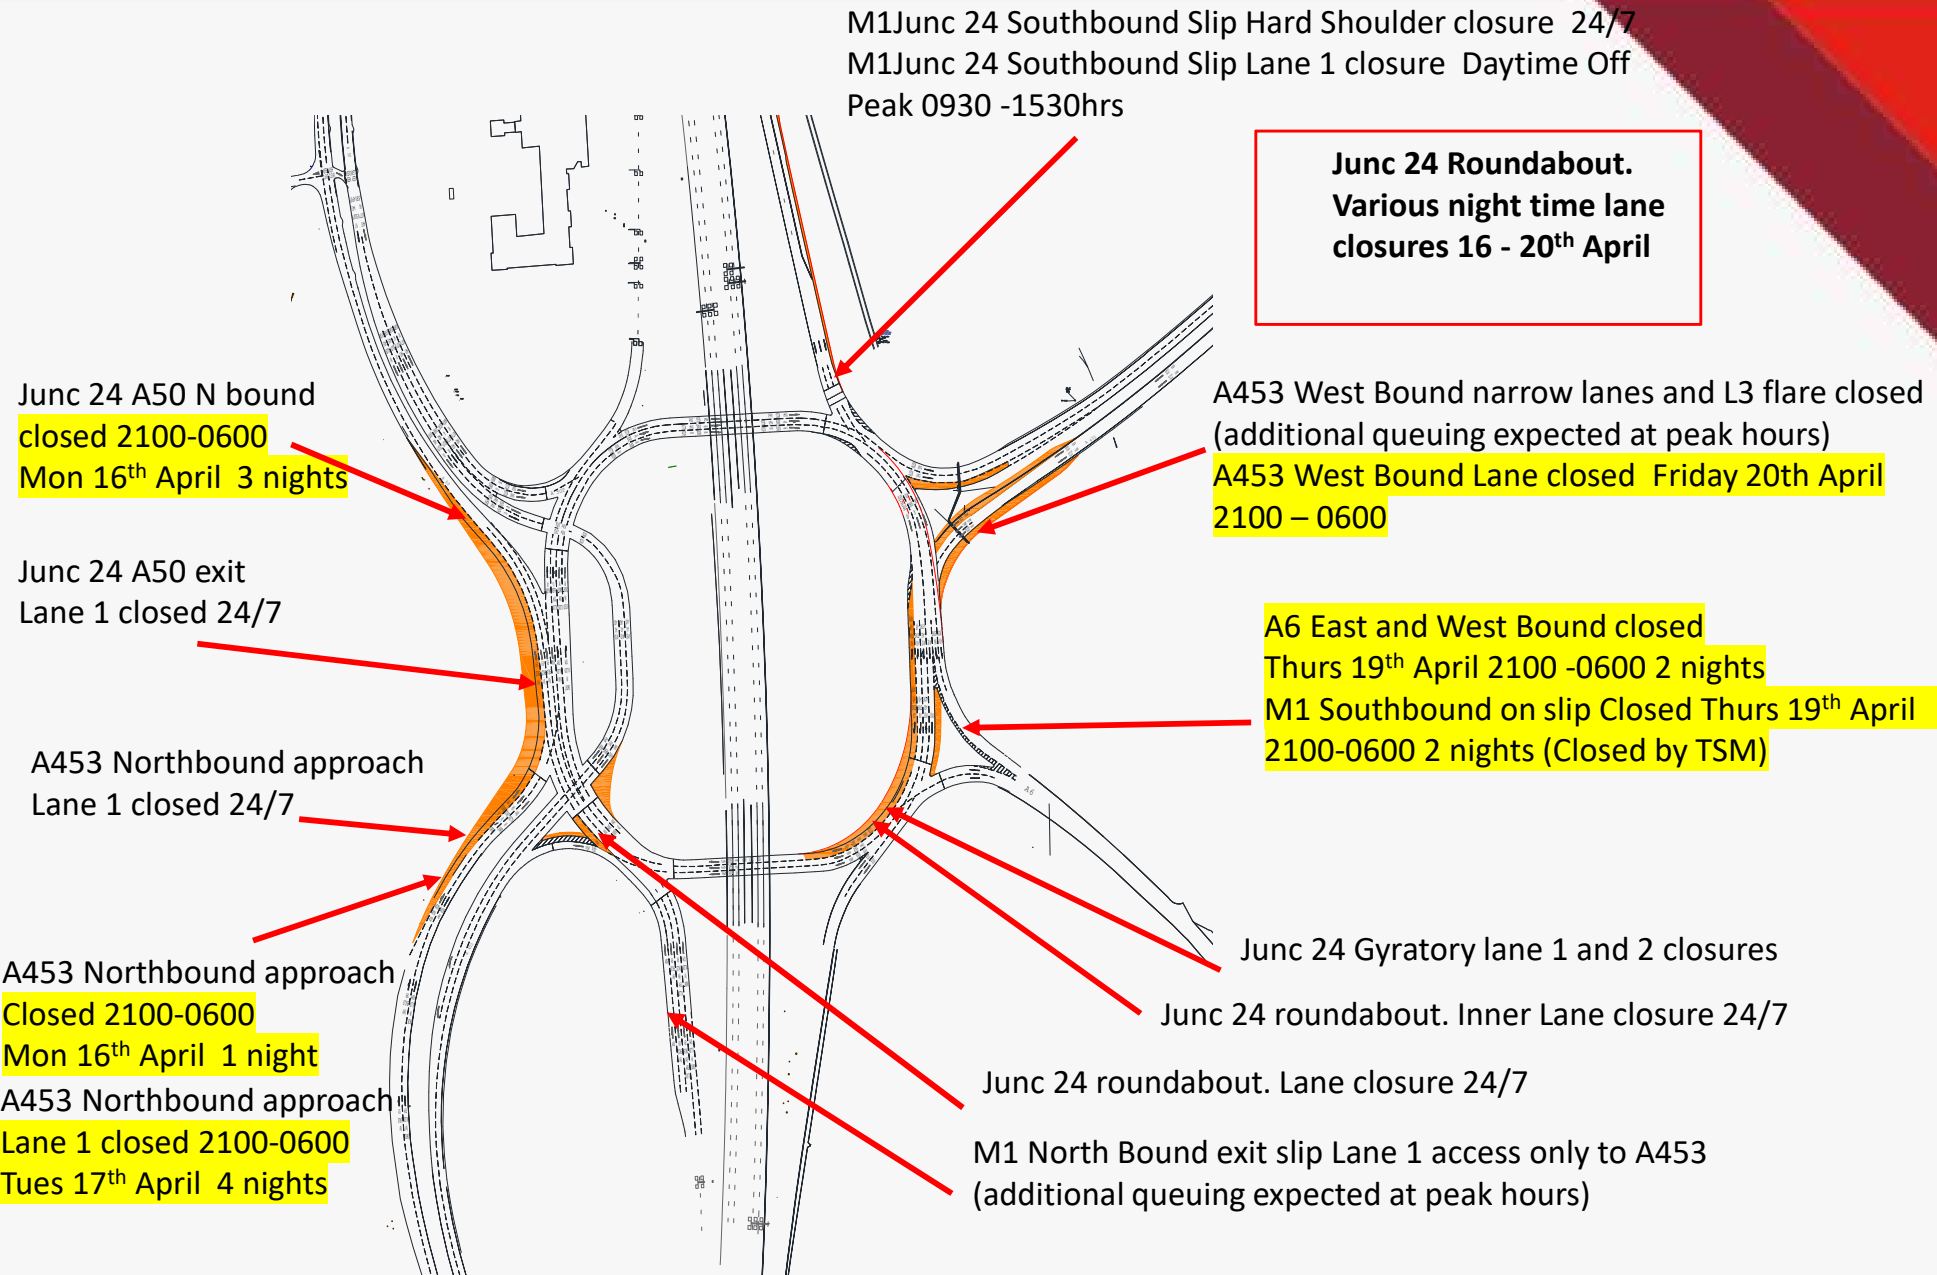 M1Junc 24 Southbound Slip Hard Shoulder closure  24/7
M1Junc 24 Southbound Slip Lane 1 closure  Daytime Off
Peak 0930 -1530hrs
Junc 24 Roundabout.
Various night time lane
closures 16 - 20th April
Junc 24 A50 N bound
closed 2100-0600
Mon 16th April  3 nights
A453 West Bound narrow lanes and L3 flare closed
(additional queuing expected at peak hours)
A453 West Bound Lane closed  Friday 20th April
2100 – 0600
Junc 24 A50 exit
Lane 1 closed 24/7
A6 East and West Bound closed
Thurs 19th April 2100 -0600 2 nights
M1 Southbound on slip Closed Thurs 19th April
2100-0600 2 nights (Closed by TSM)
A453 Northbound approach
Lane 1 closed 24/7
A6
A453 Northbound approach
Closed 2100-0600
Mon 16th April  1 night
A453 Northbound approach
Lane 1 closed 2100-0600
Tues 17th April  4 nights
Junc 24 Gyratory lane 1 and 2 closures
Junc 24 roundabout. Inner Lane closure 24/7
Junc 24 roundabout. Lane closure 24/7
M1 North Bound exit slip Lane 1 access only to A453
(additional queuing expected at peak hours)